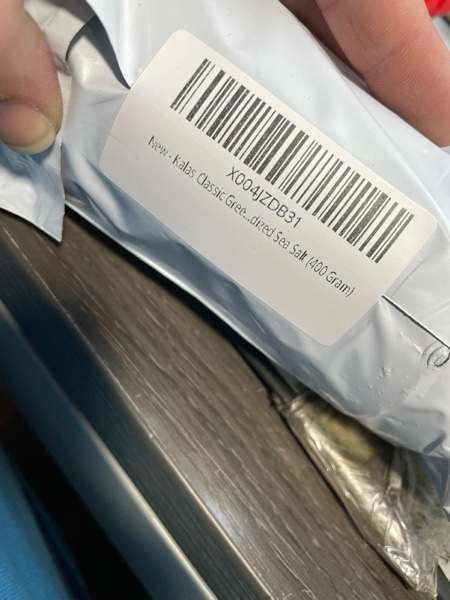 X004JZDB31
New - Kalas Classic Gree...dized Sea Salt (400 Gram)